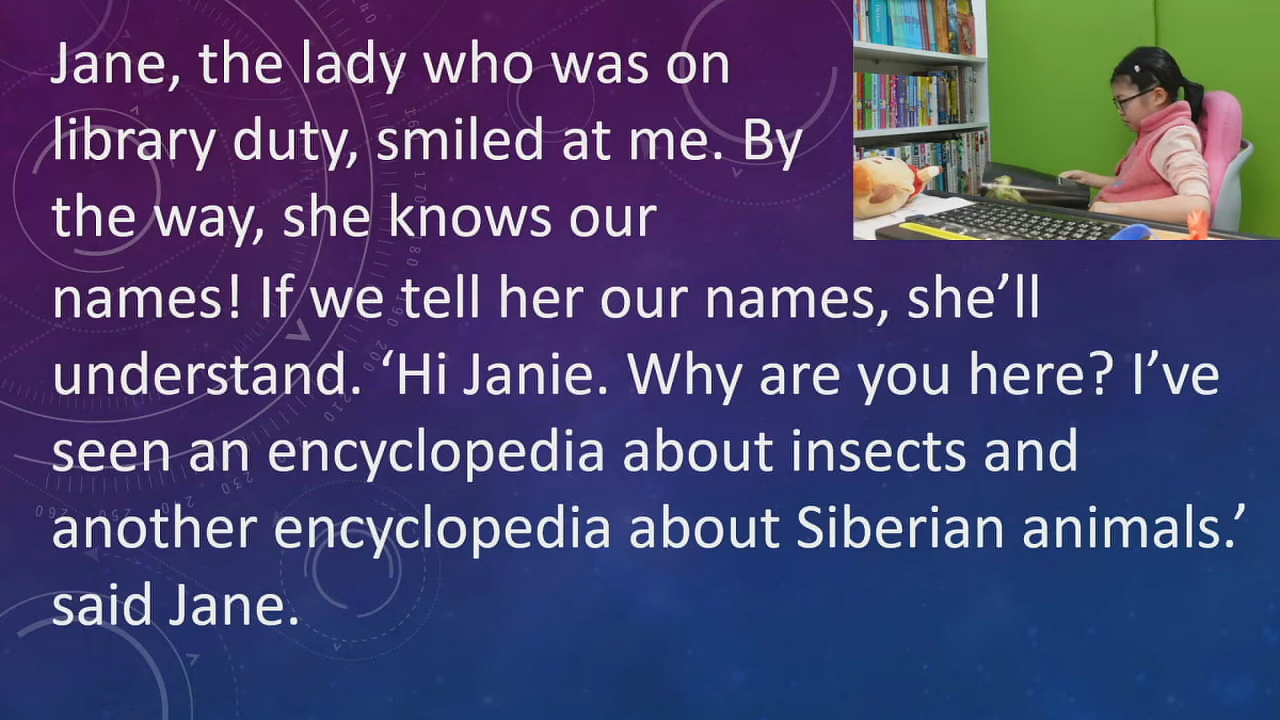 Jane, the lady who was on
library duty, smiled at me. By
the way, she knows our
names! If we tell her our names, she’ll
understand. ‘Hi Janie. Why are you here? I’ve
seen an encyclopedia about insects and
another encyclopedia about Siberian animals.’
said Jane.